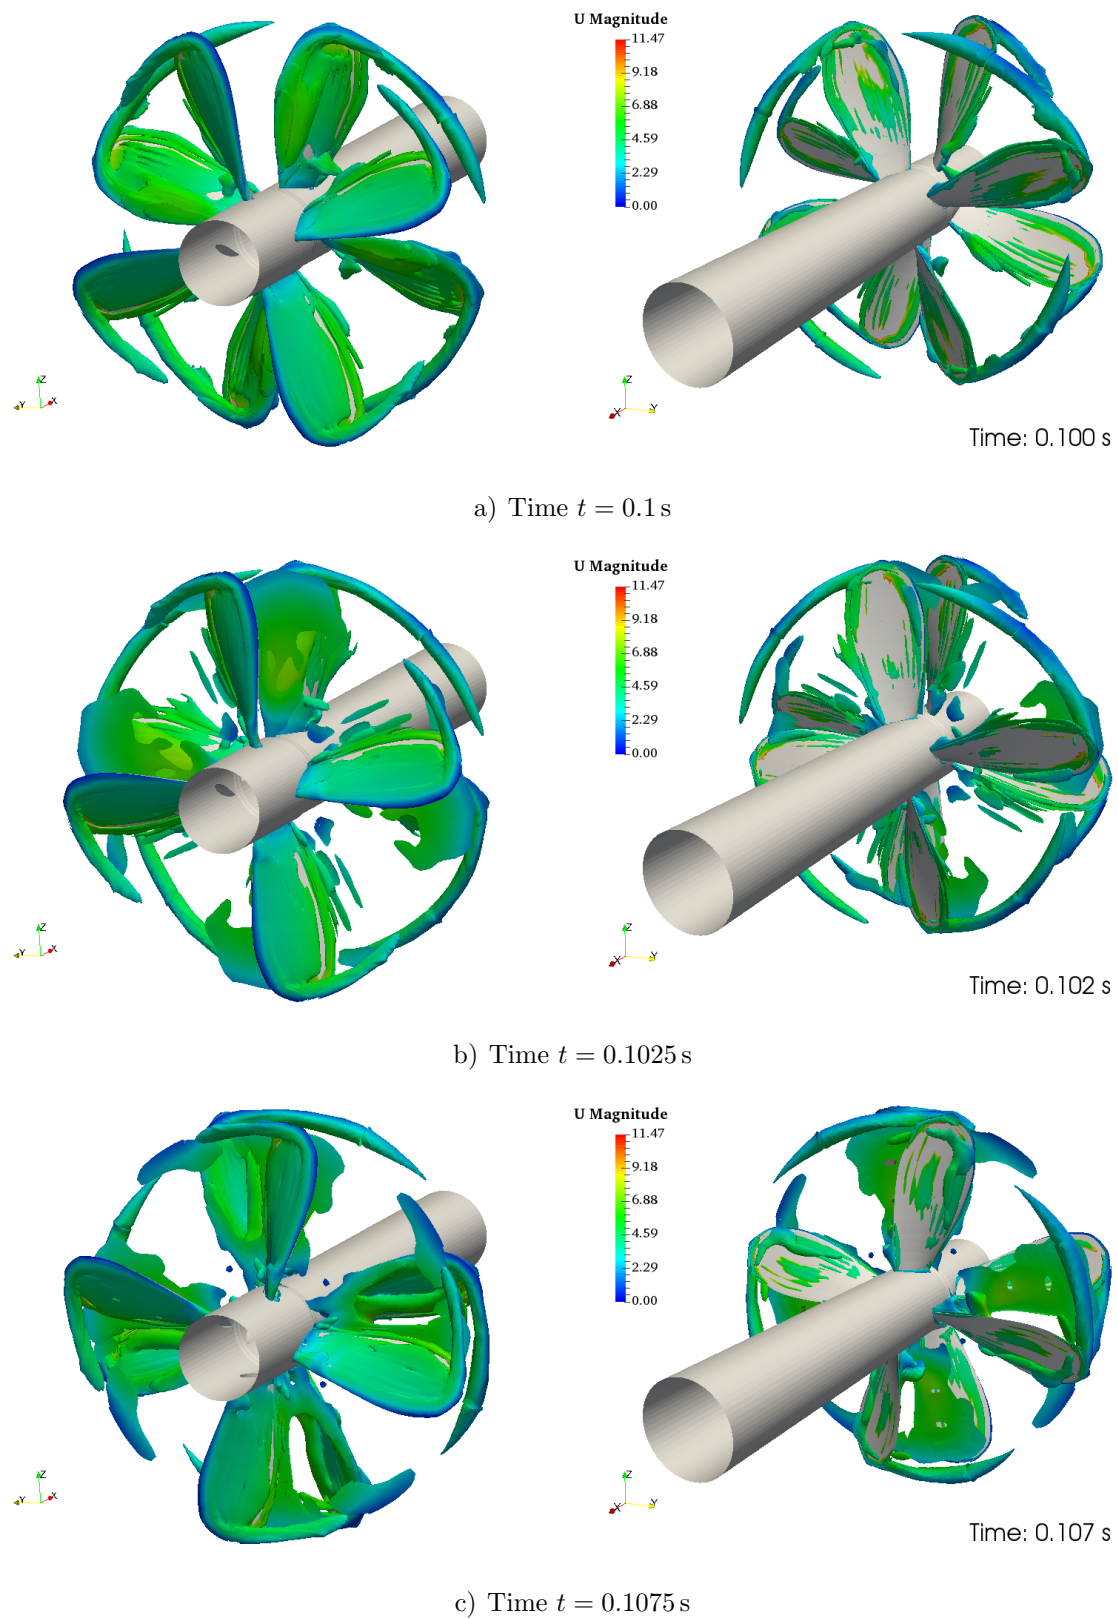 U Magnitude
11.47
9.18
6.88
4.59
2.29
0.00
Z
Y
X
Z
X
Y
Time: 0.100 s
a) Time t = 0.1 s
U Magnitude
11.47
9.18
6.88
4.59
2.29
0.00
Z
Y
X
Z
X
Y
Time: 0.102 s
b) Time t = 0.1025 s
U Magnitude
11.47
9.18
6.88
4.59
2.29
0.00
Z
Y
X
Z
X
Y
Time: 0.107 s
c) Time t = 0.1075 s